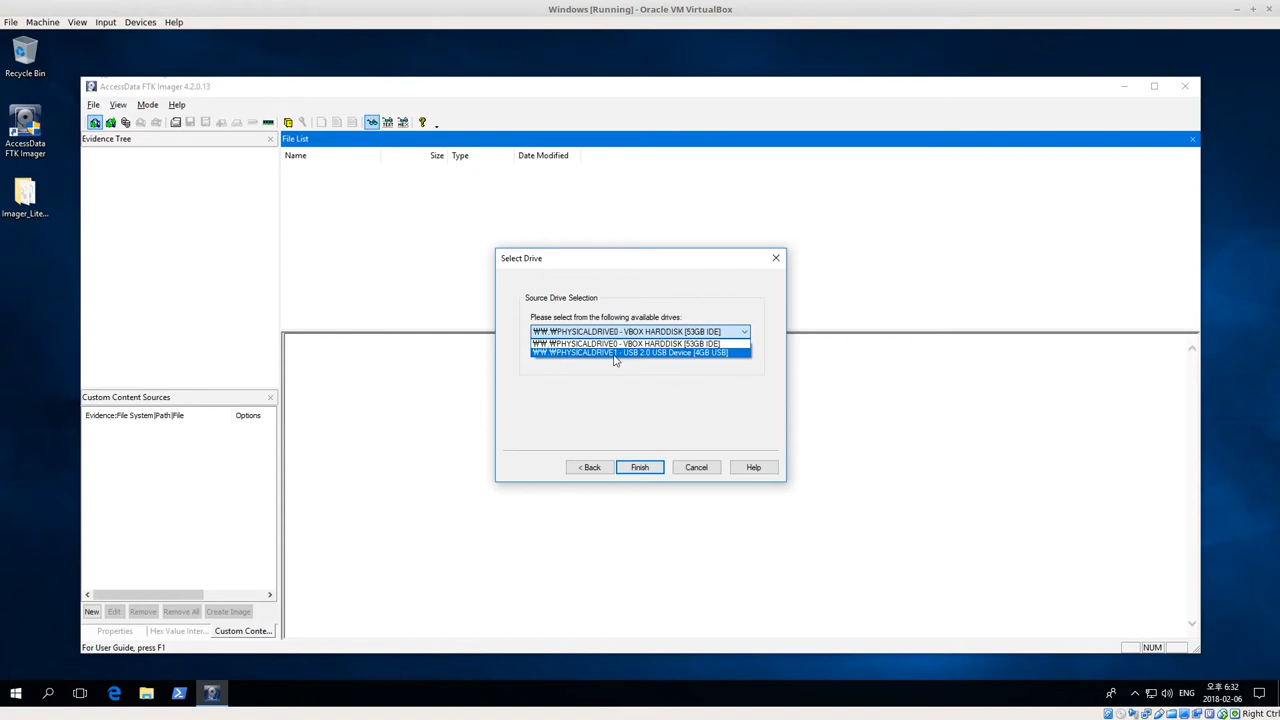 Windows [Running] - Oracle VM VirtualBox
File Machine View Input Devices Help
Recycle Bin
AccessData FTK Imager
Imager_Lite...
AccessData FTK Imager 4.2.0.13
File View Mode Help
Evidence Tree
File List
Name Size Type Date Modified
Select Drive
Source Drive Selection
Please select from the following available drives:
₩₩.₩PHYSICALDRIVE0 - VBOX HARDDISK [53GB IDE]
₩₩.₩PHYSICALDRIVE0 - VBOX HARDDISK [53GB IDE]
₩₩.₩PHYSICALDRIVE1 - USB 2.0 USB Device [4GB USB]
< Back Finish Cancel Help
Custom Content Sources
Evidence:File System|Path|File Options
New Edit Remove Remove All Create Image
Properties Hex Value Inter... Custom Conte...
For User Guide, press F1
NUM
ENG
오후 6:32
2018-02-06
Right Ctrl